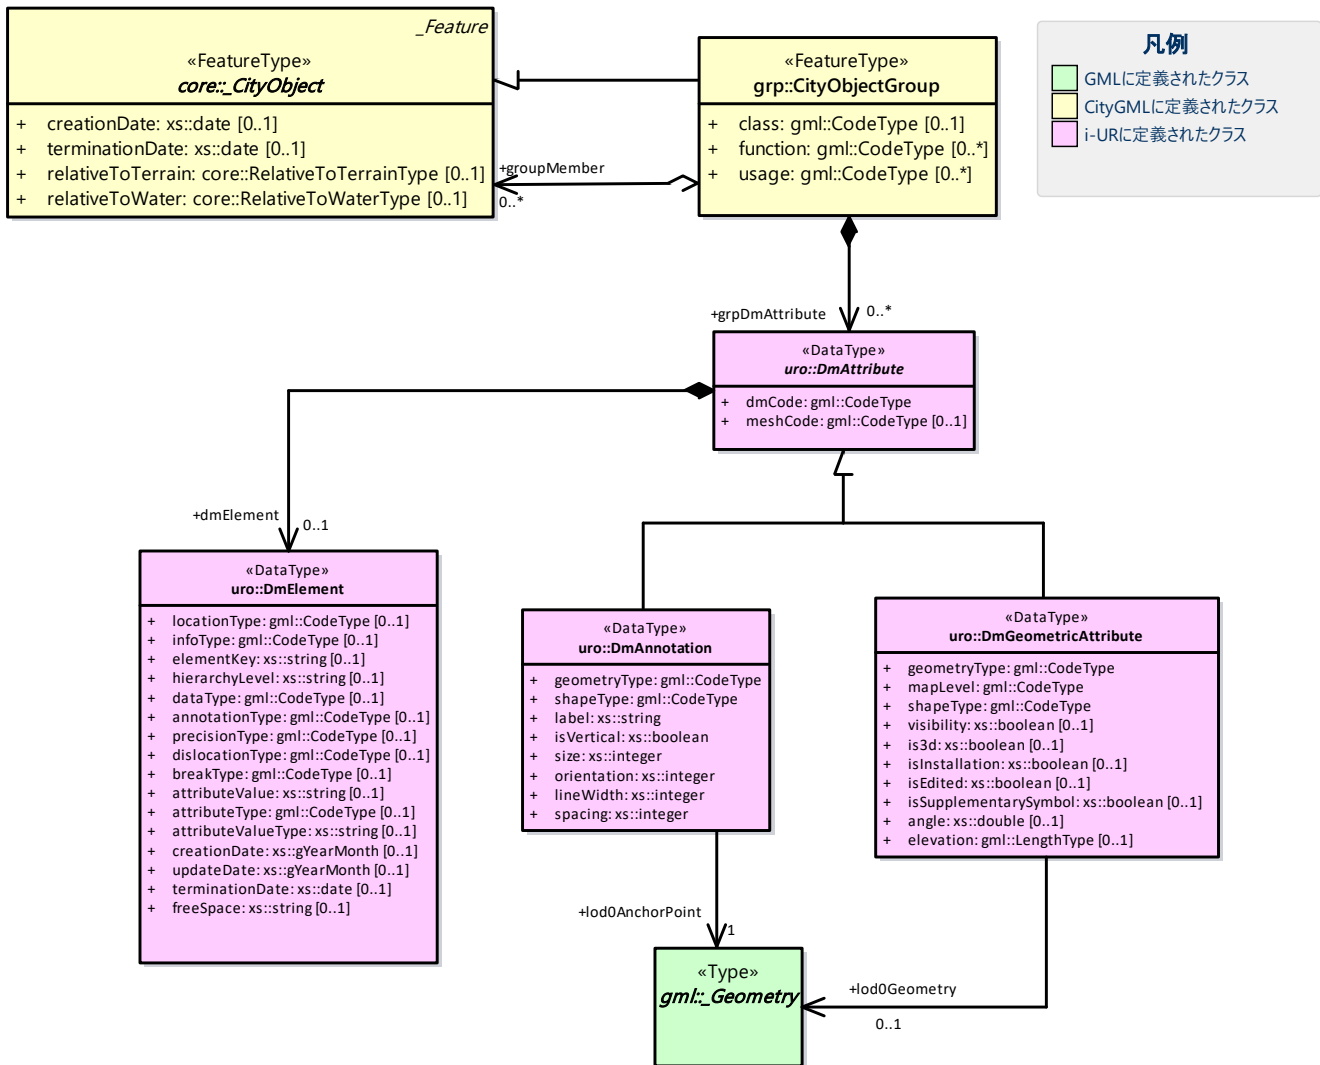 _Feature
«FeatureType»
core::_CityObject
+ creationDate: xs::date [0..1]
+ terminationDate: xs::date [0..1]
+ relativeToTerrain: core::RelativeToTerrainType [0..1]
+ relativeToWater: core::RelativeToWaterType [0..1]
«FeatureType»
grp::CityObjectGroup
+ class: gml::CodeType [0..1]
+ function: gml::CodeType [0..*]
+ usage: gml::CodeType [0..*]
凡例
GMLに定義されたクラス
CityGMLに定義されたクラス
i-URに定義されたクラス
+groupMember
0..*
+grpDmAttribute
0..*
«DataType»
uro::DmAttribute
+ dmCode: gml::CodeType
+ meshCode: gml::CodeType [0..1]
+dmElement
0..1
«DataType»
uro::DmElement
+ locationType: gml::CodeType [0..1]
+ infoType: gml::CodeType [0..1]
+ elementKey: xs::string [0..1]
+ hierarchyLevel: xs::string [0..1]
+ dataType: gml::CodeType [0..1]
+ annotationType: gml::CodeType [0..1]
+ precisionType: gml::CodeType [0..1]
+ dislocationType: gml::CodeType [0..1]
+ breakType: gml::CodeType [0..1]
+ attributeValue: xs::string [0..1]
+ attributeType: gml::CodeType [0..1]
+ attributeValueType: xs::string [0..1]
+ creationDate: xs::gYearMonth [0..1]
+ updateDate: xs::gYearMonth [0..1]
+ terminationDate: xs::date [0..1]
+ freeSpace: xs::string [0..1]
«DataType»
uro::DmAnnotation
+ geometryType: gml::CodeType
+ shapeType: gml::CodeType
+ label: xs::string
+ isVertical: xs::boolean
+ size: xs::integer
+ orientation: xs::integer
+ lineWidth: xs::integer
+ spacing: xs::integer
«DataType»
uro::DmGeometricAttribute
+ geometryType: gml::CodeType
+ mapLevel: gml::CodeType
+ shapeType: gml::CodeType
+ visibility: xs::boolean [0..1]
+ is3d: xs::boolean [0..1]
+ isInstallation: xs::boolean [0..1]
+ isEdited: xs::boolean [0..1]
+ isSupplementarySymbol: xs::boolean [0..1]
+ angle: xs::double [0..1]
+ elevation: gml::LengthType [0..1]
+lod0AnchorPoint
1
«Type»
gml::_Geometry
+lod0Geometry
0..1